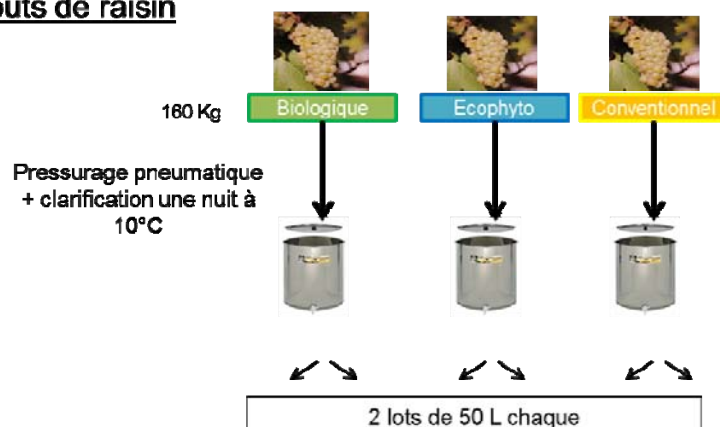 outs de raisin
160 Kg
Biologique
Ecophyto
Conventionnel
Pressurage pneumatique
+ clarification une nuit à
10°C
2 lots de 50 L chaque